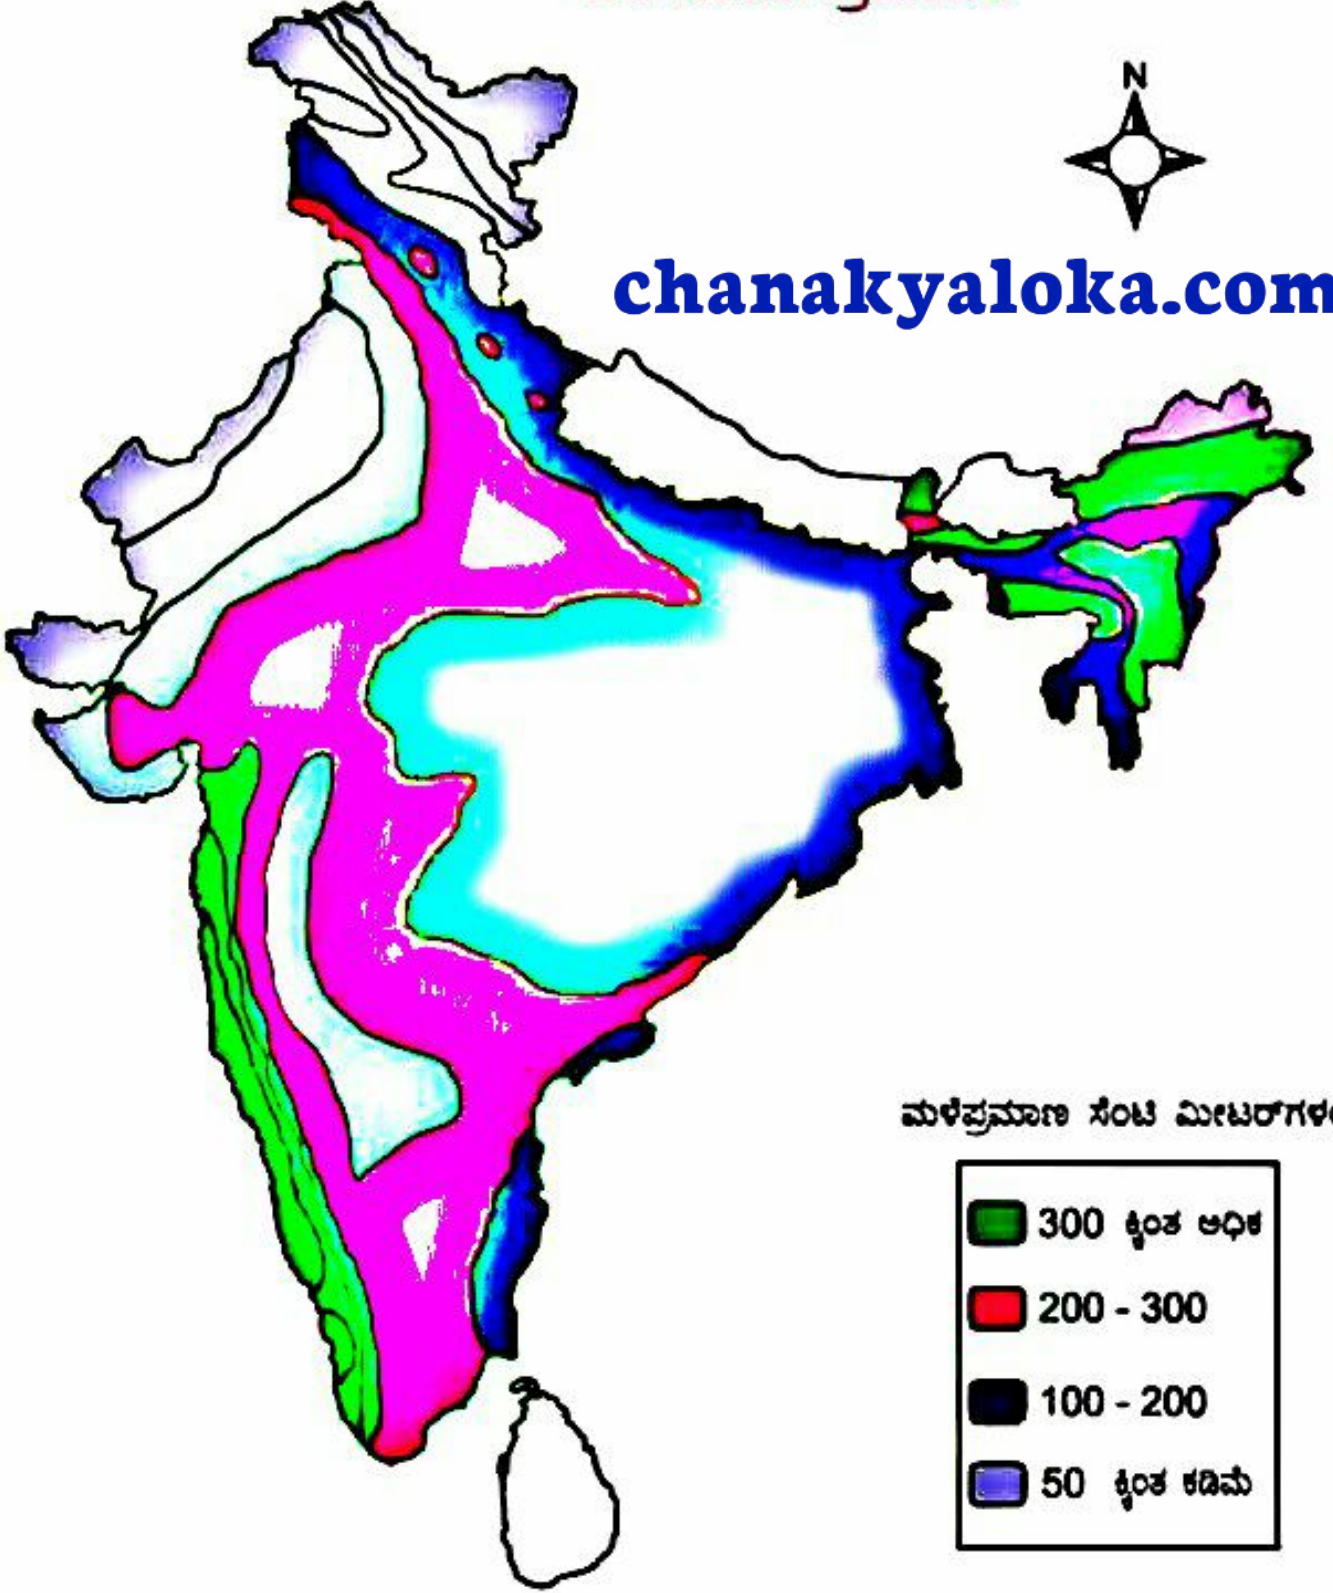 N
chanakyaloka.com
ಮಳೆಪ್ರಮಾಣ ಸೆಂಟಿ ಮೀಟರ್‌ಗಳ
300 ಕ್ಕಿಂತ ಅಧಿಕ
200 - 300
100 - 200
50 ಕ್ಕಿಂತ ಕಡಿಮೆ